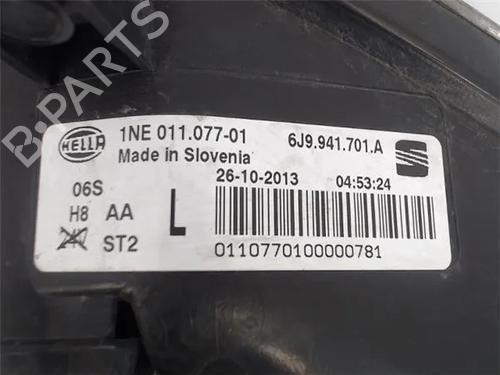 HELLA
1NE 011.077-01
6J9.941.701.A
Made in Slovenia
26-10-2013 04:53:24
06S
H8 AA
L
ST2
0110770100000781
B-PARTS